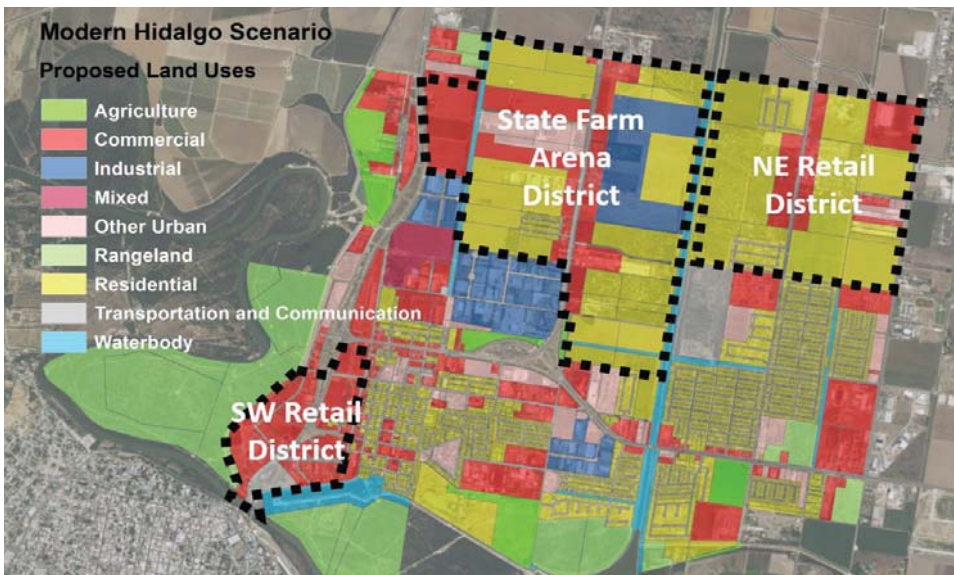 Modern Hidalgo Scenario
Proposed Land Uses
Agriculture
Commercial
Industrial
Mixed
Other Urban
Rangeland
Residential
Transportation and Communication
Waterbody
State Farm
Arena
District
NE Retail
District
SW Retail
District